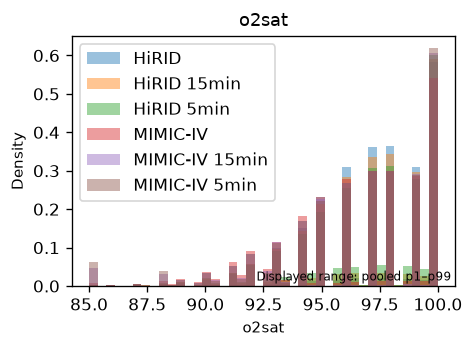 o2sat
Density
0.6
0.5
0.4
0.3
0.2
0.1
0.0
HiRID
HiRID 15min
HiRID 5min
MIMIC-IV
MIMIC-IV 15min
MIMIC-IV 5min
Displayed range: pooled p1–p99
85.0 87.5 90.0 92.5 95.0 97.5 100.0
o2sat